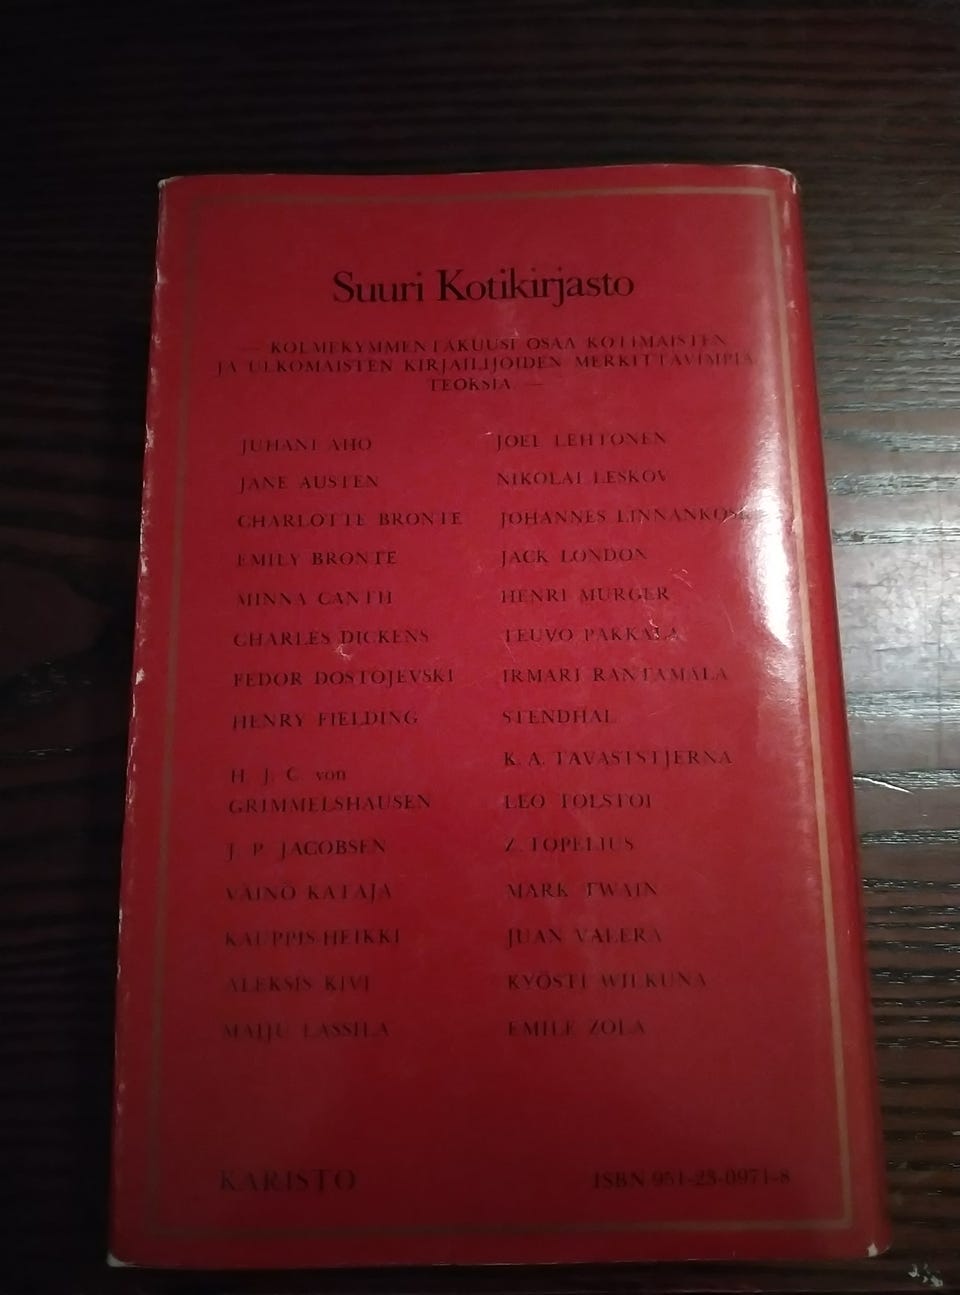 Suuri Kotikirjasto
— KOLMEKYMMENTÄKUUSI OSAA KOTIMAISTEN
JA ULKOMAISTEN KIRJAILIJOIDEN MERKITTÄVIMPIÄ
TEOKSIA —
JUHANI AHO
JANE AUSTEN
CHARLOTTE BRONTE
EMILY BRONTE
MINNA CANTH
CHARLES DICKENS
FEDOR DOSTOJEVSKI
HENRY FIELDING
H. J. C. von
GRIMMELSHAUSEN
J. P. JACOBSEN
VÄINÖ KATAJA
KAUPPIS-HEIKKI
ALEKSIS KIVI
MAIJU LASSILA
JOEL LEHTONEN
NIKOLAI LESKOV
JOHANNES LINNANKOSKI
JACK LONDON
HENRI MURGER
TEUVO PAKKALA
IRMARI RANTAMALA
STENDHAL
K. A. TAVASTSTJERNA
LEO TOLSTOI
Z. TOPELIUS
MARK TWAIN
JUAN VALERA
KYÖSTI WILKUNA
EMILE ZOLA
KARISTO
ISBN 951-23-0971-8